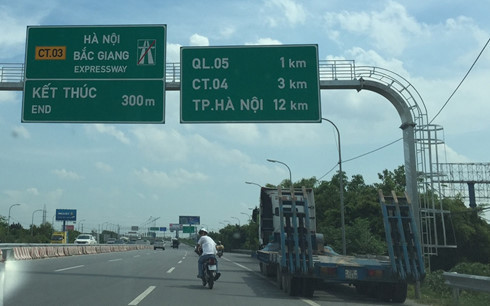 HÀ NỘI
CT.03 BẮC GIANG
EXPRESSWAY
KẾT THÚC
END 300 m
QL.05 1 km
CT.04 3 km
TP.HÀ NỘI 12 km